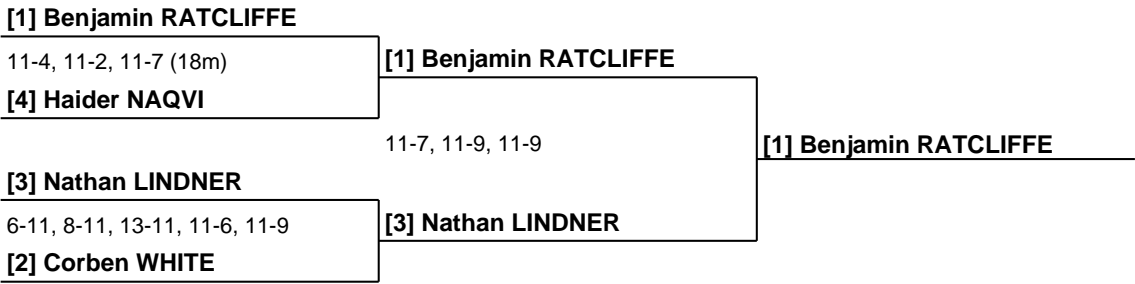 [1] Benjamin RATCLIFFE
11-4, 11-2, 11-7 (18m)
[1] Benjamin RATCLIFFE
[4] Haider NAQVI
11-7, 11-9, 11-9
[1] Benjamin RATCLIFFE
[3] Nathan LINDNER
6-11, 8-11, 13-11, 11-6, 11-9
[3] Nathan LINDNER
[2] Corben WHITE